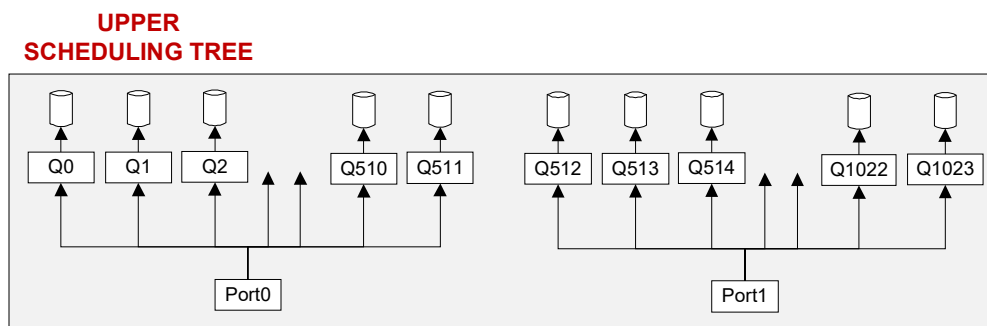 UPPER
SCHEDULING TREE
Q0 Q1 Q2 Q510 Q511 Q512 Q513 Q514 Q1022 Q1023
Port0 Port1